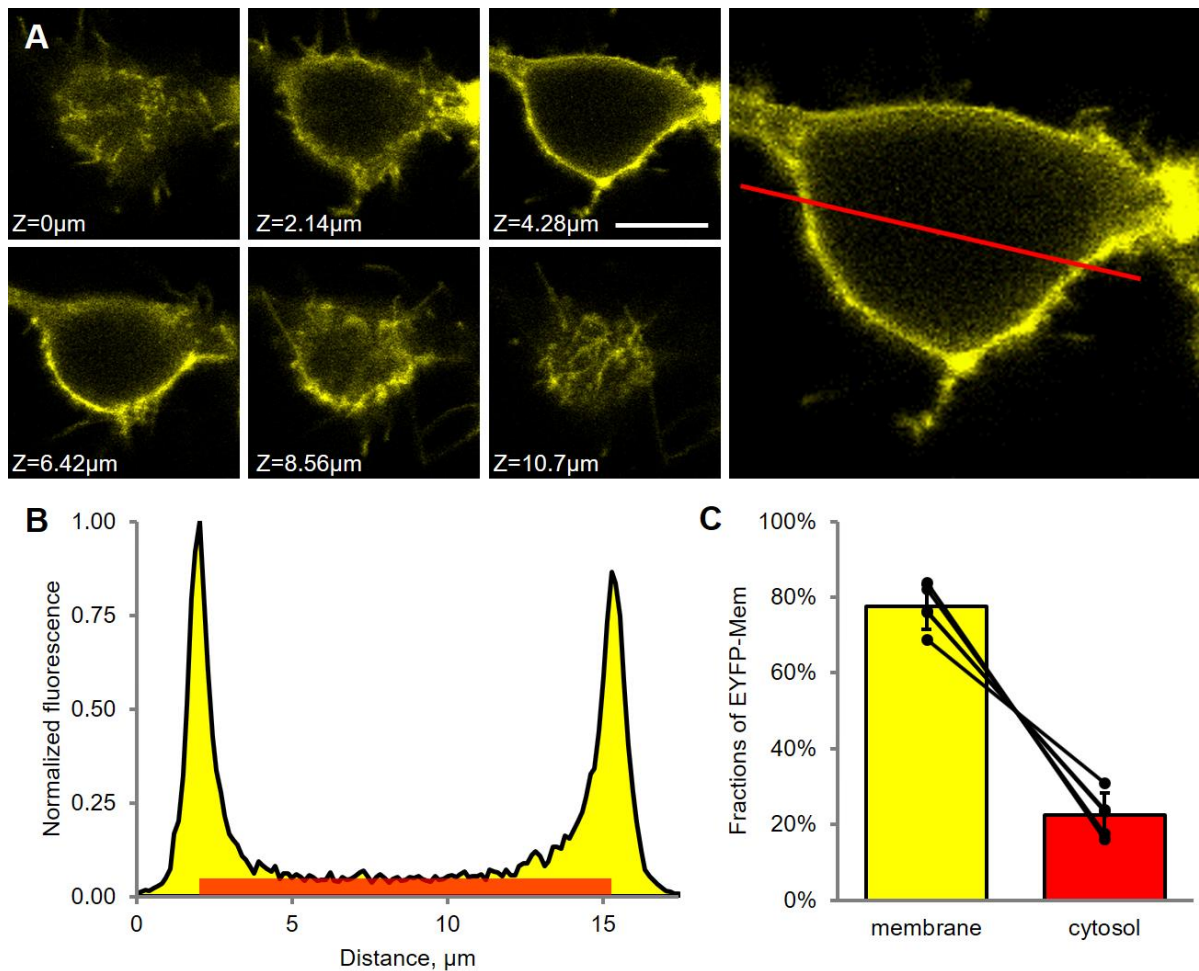 A
Z=0µm
Z=2.14µm
Z=4.28µm
Z=6.42µm
Z=8.56µm
Z=10.7µm
B
Normalized fluorescence
1.00
0.75
0.50
0.25
0.00
0
5
10
15
Distance, µm
C
Fractions of EYFP-Mem
100%
80%
60%
40%
20%
0%
membrane
cytosol